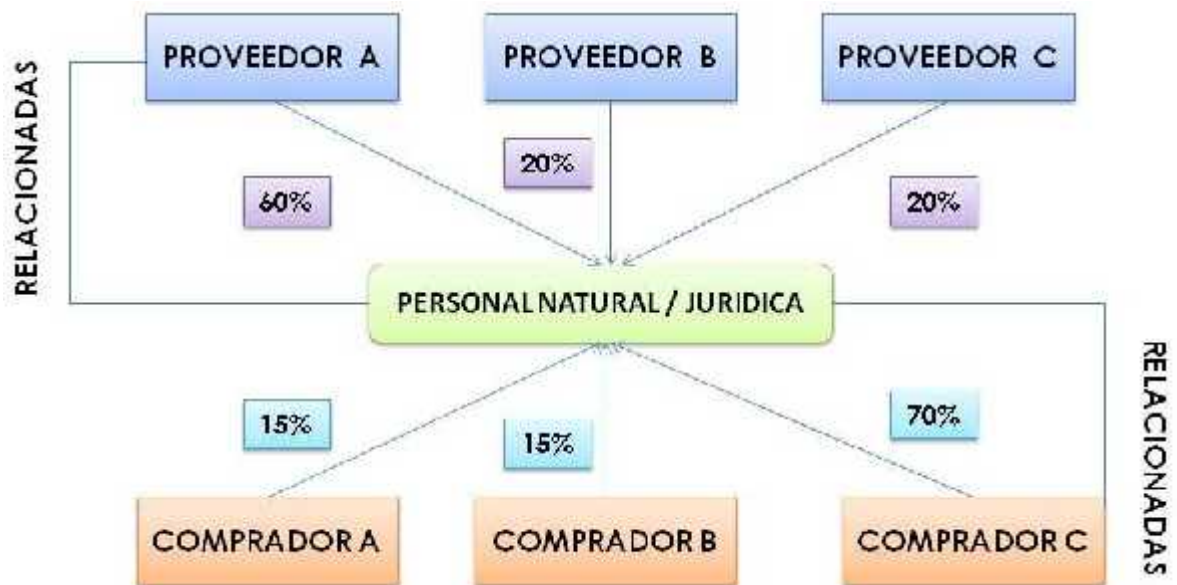 PROVEEDOR A
PROVEEDOR B
PROVEEDOR C
RELACIONADAS
60%
20%
20%
PERSONAL NATURAL / JURIDICA
15%
15%
70%
RELACIONADAS
COMPRADOR A
COMPRADOR B
COMPRADOR C